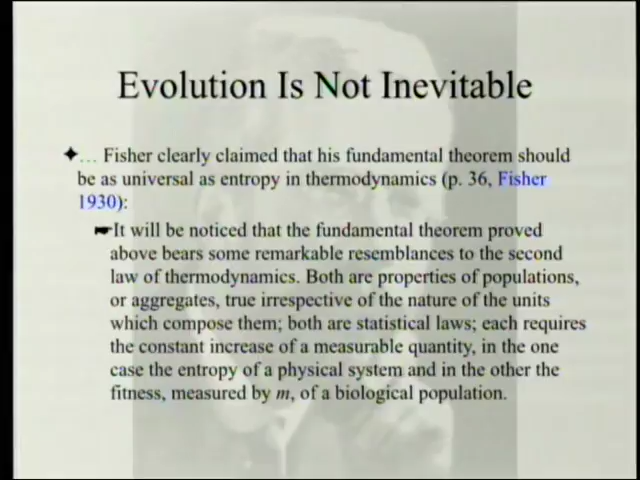 Evolution Is Not Inevitable
… Fisher clearly claimed that his fundamental theorem should
be as universal as entropy in thermodynamics (p. 36, Fisher
1930):
It will be noticed that the fundamental theorem proved
above bears some remarkable resemblances to the second
law of thermodynamics. Both are properties of populations,
or aggregates, true irrespective of the nature of the units
which compose them; both are statistical laws; each requires
the constant increase of a measurable quantity, in the one
case the entropy of a physical system and in the other the
fitness, measured by m, of a biological population.